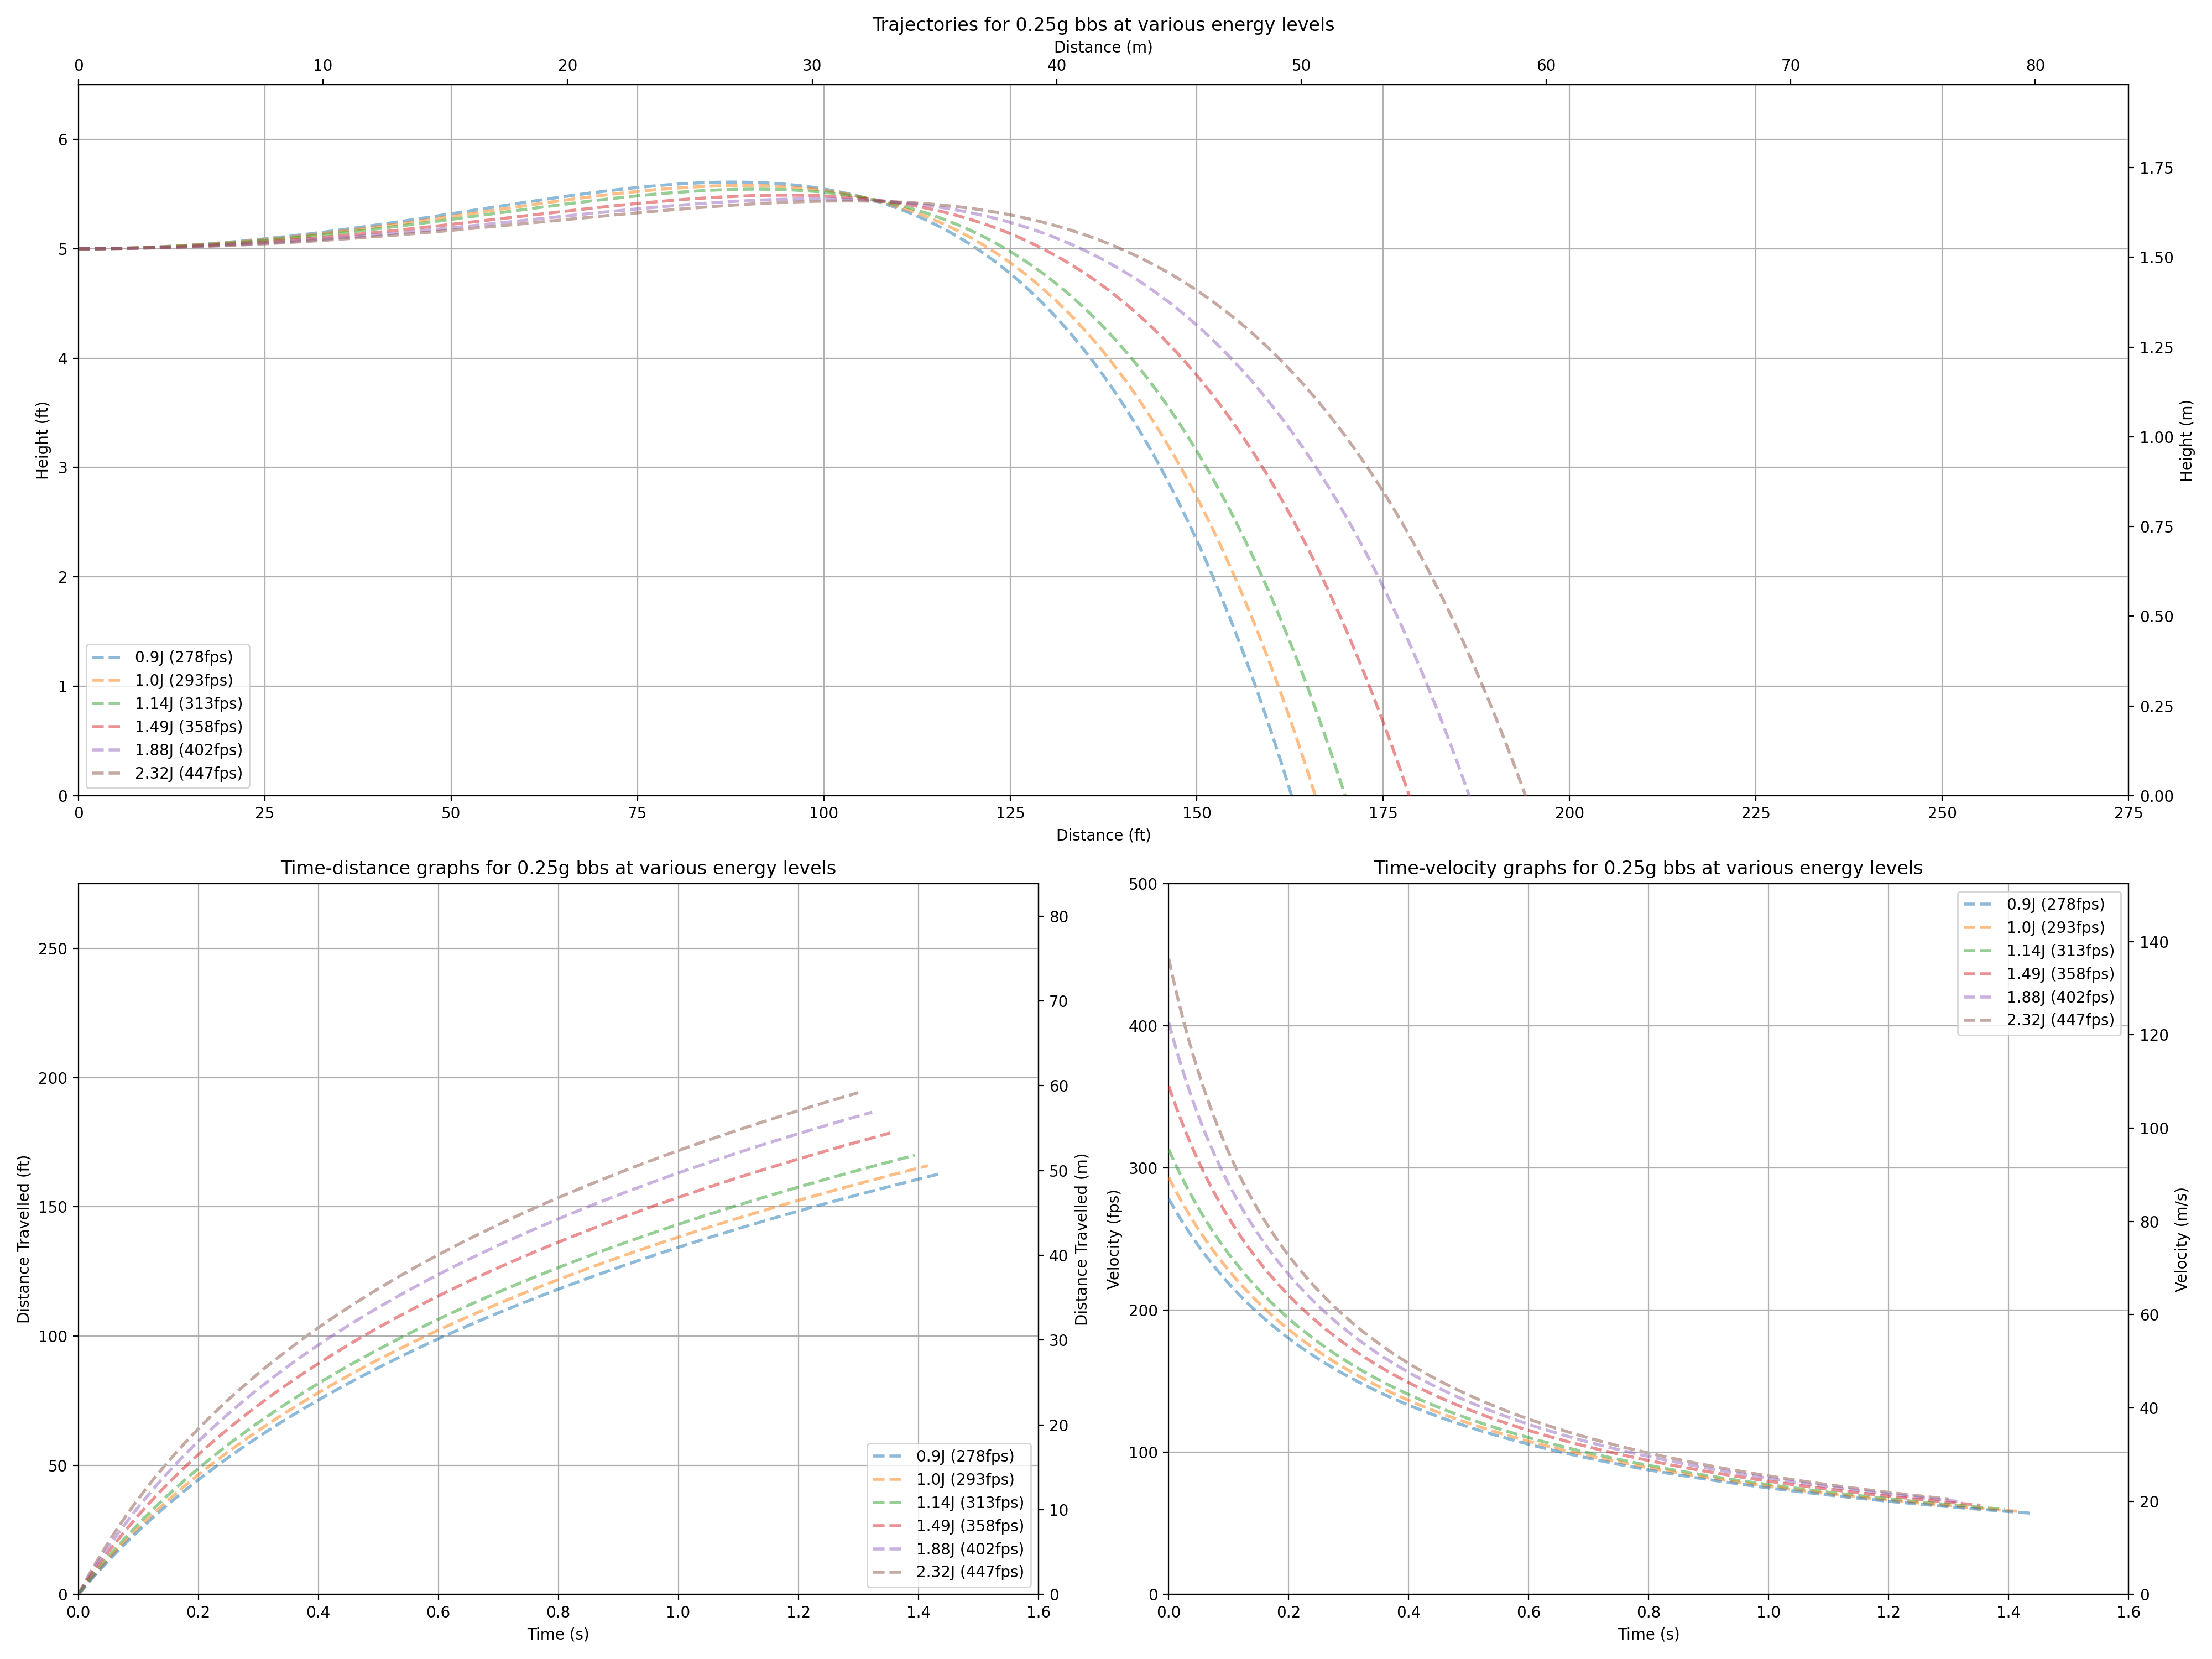 Trajectories for 0.25g bbs at various energy levels
Distance (m)
0 10 20 30 40 50 60 70 80
6
5
4
3
2
1
0
Height (ft)
1.75
1.50
1.25
1.00
0.75
0.50
0.25
0.00
Height (m)
0.9J (278fps)
1.0J (293fps)
1.14J (313fps)
1.49J (358fps)
1.88J (402fps)
2.32J (447fps)
0 25 50 75 100 125 150 175 200 225 250 275
Distance (ft)
Time-distance graphs for 0.25g bbs at various energy levels
250
200
150
100
50
0
Distance Travelled (ft)
80
70
60
50
40
30
20
10
0
Distance Travelled (m)
0.9J (278fps)
1.0J (293fps)
1.14J (313fps)
1.49J (358fps)
1.88J (402fps)
2.32J (447fps)
0.0 0.2 0.4 0.6 0.8 1.0 1.2 1.4 1.6
Time (s)
Time-velocity graphs for 0.25g bbs at various energy levels
500
400
300
200
100
0
Velocity (fps)
0.9J (278fps)
1.0J (293fps)
1.14J (313fps)
1.49J (358fps)
1.88J (402fps)
2.32J (447fps)
140
120
100
80
60
40
20
0
Velocity (m/s)
0.0 0.2 0.4 0.6 0.8 1.0 1.2 1.4 1.6
Time (s)